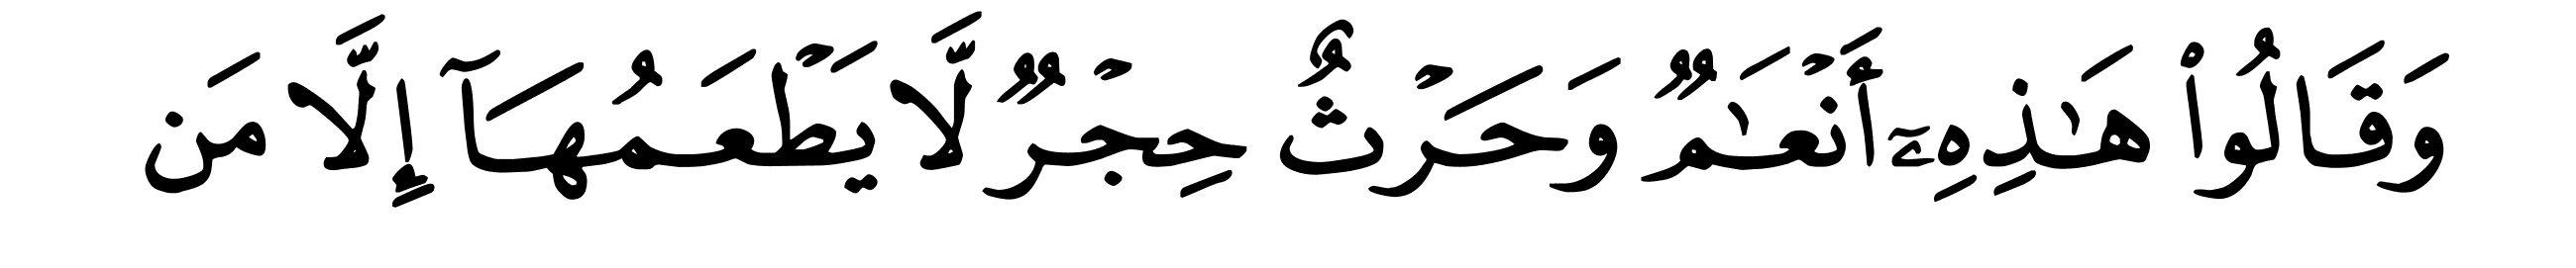 وَقَالُوا۟ هَـٰذِهِۦٓ أَنْعَـٰمٌۭ وَحَرْثٌ حِجْرٌۭ لَّا يَطْعَمُهَآ إِلَّا مَن